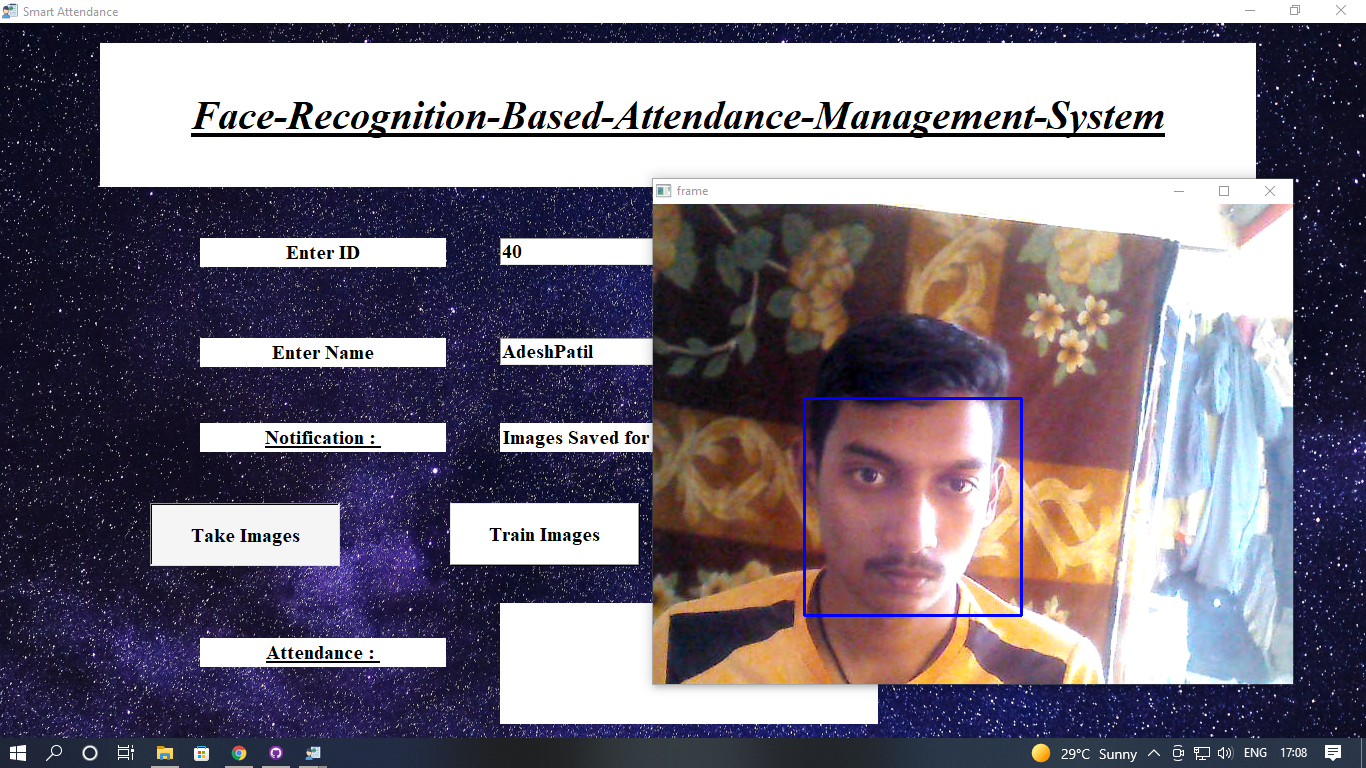 Smart Attendance
Face-Recognition-Based-Attendance-Management-System
frame
Enter ID
40
Enter Name
AdeshPatil
Notification :
Images Saved for
Take Images
Train Images
Attendance :
29°C Sunny
ENG
17:08